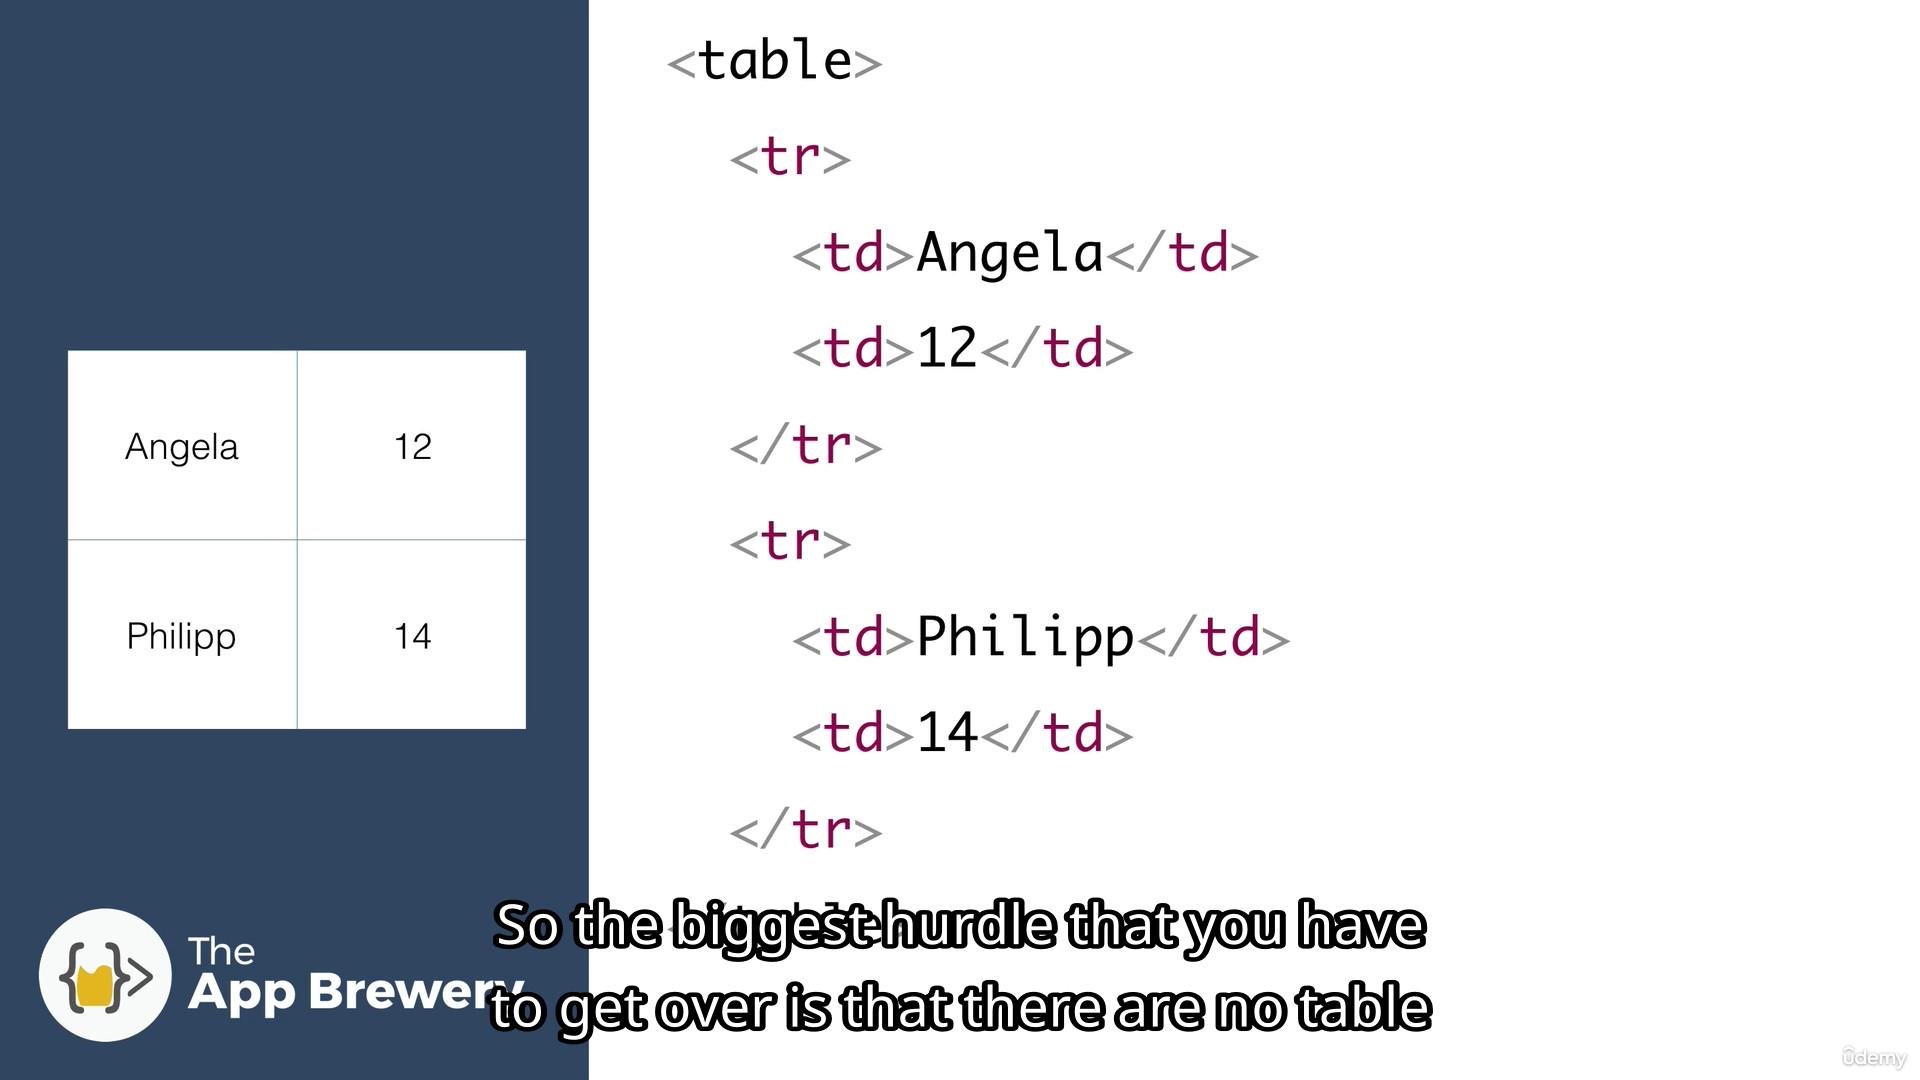 <table>
<tr>
<td>Angela</td>
<td>12</td>
</tr>
<tr>
<td>Philipp</td>
<td>14</td>
</tr>
Angela 12
Philipp 14
The
App Brewery
So the biggest hurdle that you have
to get over is that there are no table
ûdemy